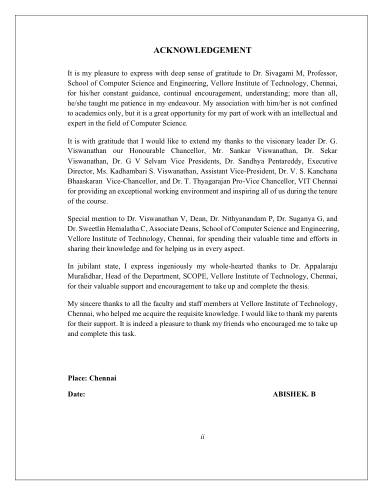 ACKNOWLEDGEMENT
It is my pleasure to express with deep sense of gratitude to Dr. Sivagami M, Professor,
School of Computer Science and Engineering, Vellore Institute of Technology, Chennai,
for his/her constant guidance, continual encouragement, understanding; more than all,
he/she taught me patience in my endeavour. My association with him/her is not confined
to academics only, but it is a great opportunity for my part of work with an intellectual and
expert in the field of Computer Science.
It is with gratitude that I would like to extend my thanks to the visionary leader Dr. G.
Viswanathan our Honourable Chancellor, Mr. Sankar Viswanathan, Dr. Sekar
Viswanathan, Dr. G V Selvam Vice Presidents, Dr. Sandhya Pentareddy, Executive
Director, Ms. Kadhambari S. Viswanathan, Assistant Vice-President, Dr. V. S. Kanchana
Bhaaskaran Vice-Chancellor, and Dr. T. Thyagarajan Pro-Vice Chancellor, VIT Chennai
for providing an exceptional working environment and inspiring all of us during the tenure
of the course.
Special mention to Dr. Viswanathan V, Dean, Dr. Nithyanandam P, Dr. Suganya G, and
Dr. Sweetlin Hemalatha C, Associate Deans, School of Computer Science and Engineering,
Vellore Institute of Technology, Chennai, for spending their valuable time and efforts in
sharing their knowledge and for helping us in every aspect.
In jubilant state, I express ingeniously my whole-hearted thanks to Dr. Appalaraju
Muralidhar, Head of the Department, SCOPE, Vellore Institute of Technology, Chennai,
for their valuable support and encouragement to take up and complete the thesis.
My sincere thanks to all the faculty and staff members at Vellore Institute of Technology,
Chennai, who helped me acquire the requisite knowledge. I would like to thank my parents
for their support. It is indeed a pleasure to thank my friends who encouraged me to take up
and complete this task.
Place: Chennai
Date: ABISHEK. B
ii